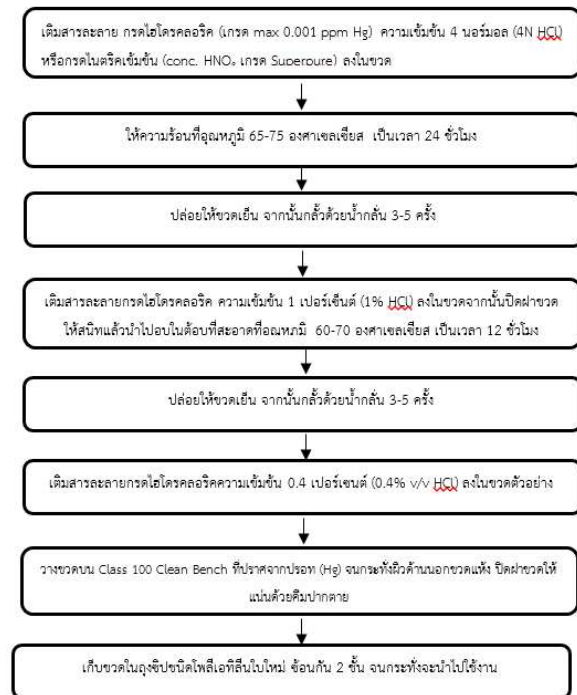 เติมสารละลาย กรดไฮโดรคลอริค (เกรด max 0.001 ppm Hg) ความเข้มข้น 4 นอร์มอล (4N HCl)
หรือกรดไนตริคเข้มข้น (conc. HNO₃ เกรด Superpure) ลงในขวด
ให้ความร้อนที่อุณหภูมิ 65-75 องศาเซลเซียส เป็นเวลา 24 ชั่วโมง
ปล่อยให้ขวดเย็น จากนั้นกลั้วด้วยน้ำกลั่น 3-5 ครั้ง
เติมสารละลายกรดไฮโดรคลอริค ความเข้มข้น 1 เปอร์เซ็นต์ (1% HCl) ลงในขวดจากนั้นปิดฝาขวด
ให้สนิทแล้วนำไปอบในตู้อบที่สะอาดที่อุณหภูมิ 60-70 องศาเซลเซียส เป็นเวลา 12 ชั่วโมง
ปล่อยให้ขวดเย็น จากนั้นกลั้วด้วยน้ำกลั่น 3-5 ครั้ง
เติมสารละลายกรดไฮโดรคลอริคความเข้มข้น 0.4 เปอร์เซนต์ (0.4% v/v HCl) ลงในขวดตัวอย่าง
วางขวดบน Class 100 Clean Bench ที่ปราศจากปรอท (Hg) จนกระทั่งผิวด้านนอกขวดแห้ง ปิดฝาขวดให้
แน่นด้วยคีมปากตาย
เก็บขวดในถุงซิปชนิดโพลีเอทิลีนใบใหม่ ซ้อนกัน 2 ชั้น จนกระทั่งจะนำไปใช้งาน